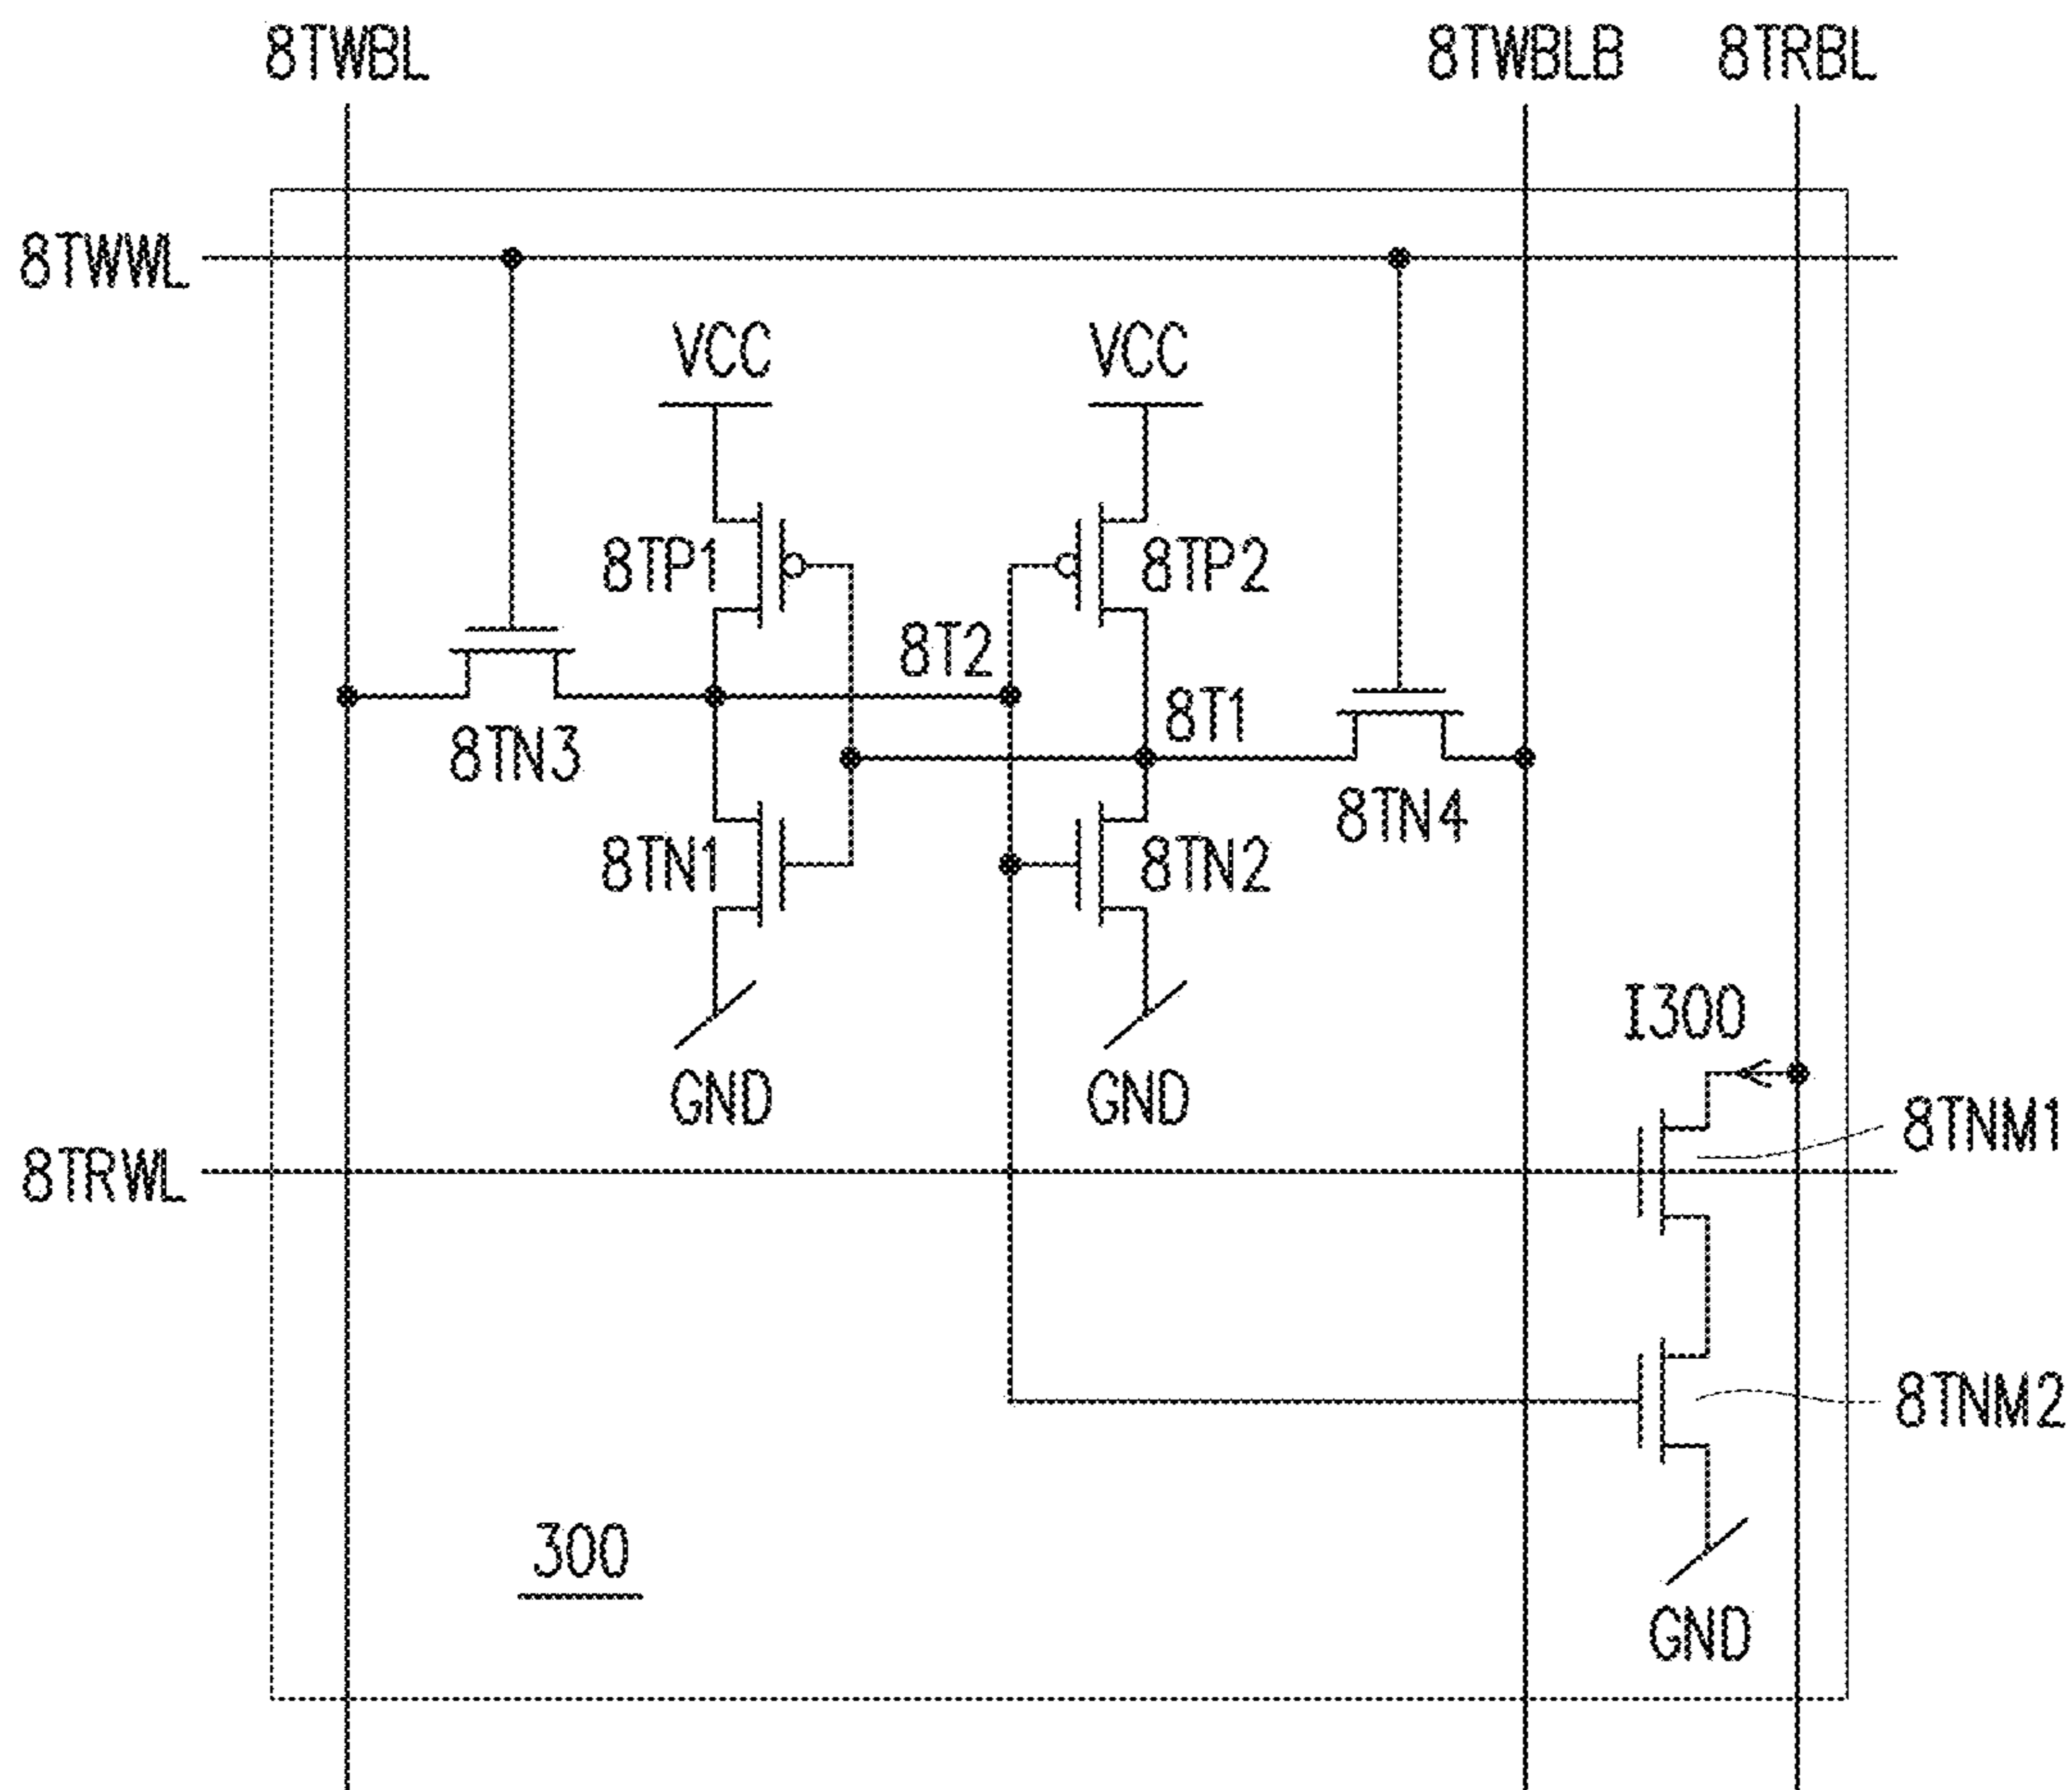 8TWBL
8TWBLB
8TRBL
8TWWL
VCC
VCC
8TP1
8TP2
8T2
8T1
8TN3
8TN4
8TN1
8TN2
I300
GND
GND
8TNM1
8TRWL
8TNM2
300
GND